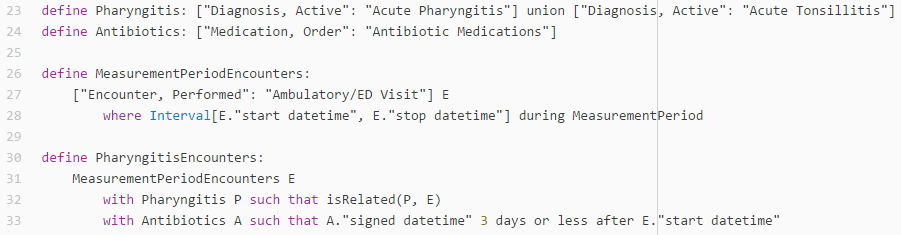 23 define Pharyngitis: ["Diagnosis, Active": "Acute Pharyngitis"] union ["Diagnosis, Active": "Acute Tonsillitis"]
24 define Antibiotics: ["Medication, Order": "Antibiotic Medications"]
25
26 define MeasurementPeriodEncounters:
27     ["Encounter, Performed": "Ambulatory/ED Visit"] E
28         where Interval[E."start datetime", E."stop datetime"] during MeasurementPeriod
29
30 define PharyngitisEncounters:
31     MeasurementPeriodEncounters E
32         with Pharyngitis P such that isRelated(P, E)
33         with Antibiotics A such that A."signed datetime" 3 days or less after E."start datetime"